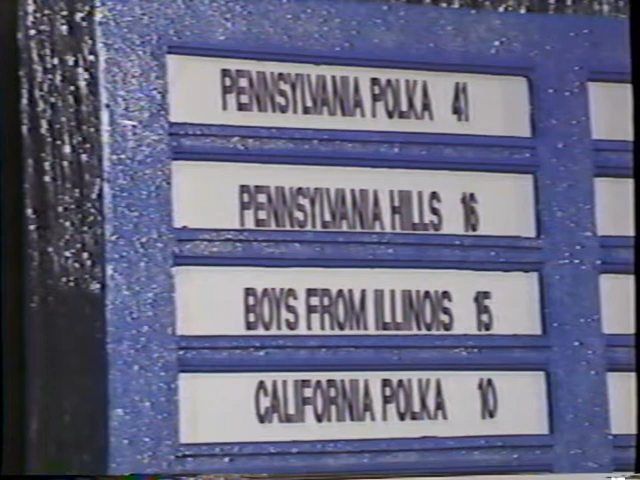 PENNSYLVANIA POLKA 41
PENNSYLVANIA HILLS 16
BOYS FROM ILLINOIS 15
CALIFORNIA POLKA 10